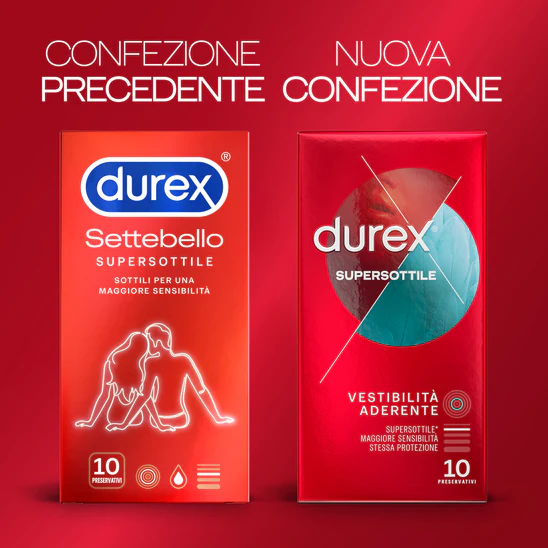 CONFEZIONE
PRECEDENTE
NUOVA
CONFEZIONE
durex®
Settebello
SUPERSOTTILE
SOTTILI PER UNA
MAGGIORE SENSIBILITÀ
10
PRESERVATIVI
durex®
SUPERSOTTILE
VESTIBILITÀ
ADERENTE
SUPERSOTTILE*
MAGGIORE SENSIBILITÀ
STESSA PROTEZIONE
10
PRESERVATIVI